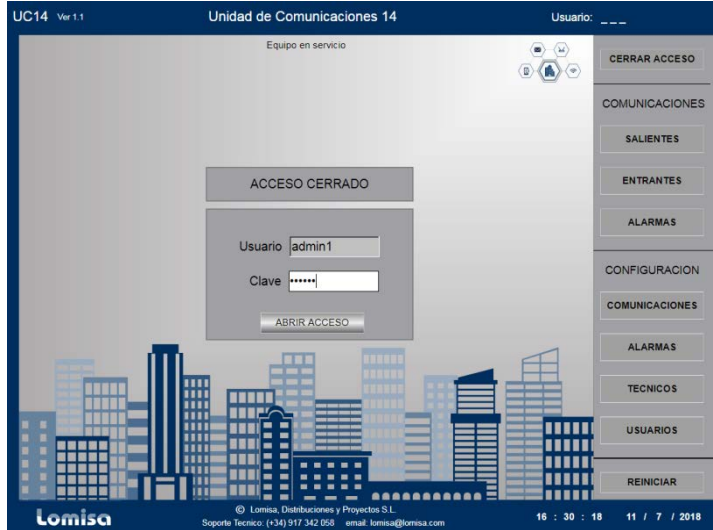 UC14 Ver 1.1 Unidad de Comunicaciones 14 Usuario: _ _ _
Equipo en servicio
CERRAR ACCESO
COMUNICACIONES
SALIENTES
ENTRANTES
ALARMAS
ACCESO CERRADO
Usuario admin1
Clave ••••••
ABRIR ACCESO
CONFIGURACION
COMUNICACIONES
ALARMAS
TECNICOS
USUARIOS
REINICIAR
Lomisa
© Lomisa, Distribuciones y Proyectos S.L.
Soporte Tecnico: (+34) 917 342 058 email: lomisa@lomisa.com
16 : 30 : 18 11 / 7 / 2018